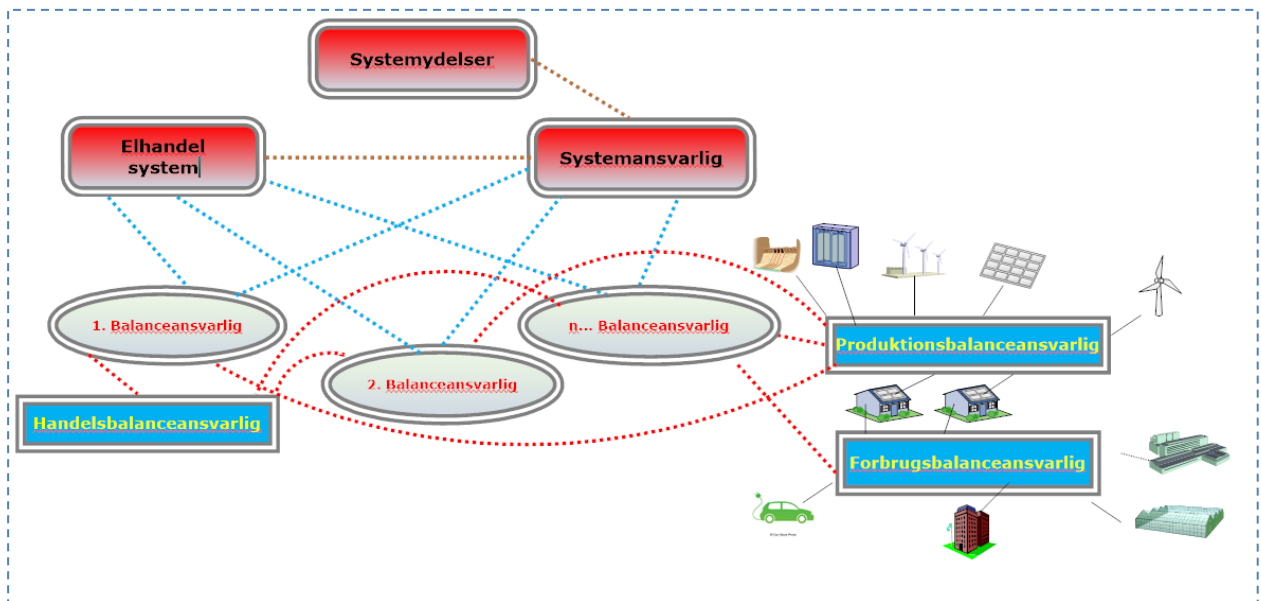 Systemydelser
Elhandel
system
Systemansvarlig
1. Balanceansvarlig
n... Balanceansvarlig
2. Balanceansvarlig
Produktionsbalanceansvarlig
Handelsbalanceansvarlig
Forbrugsbalanceansvarlig